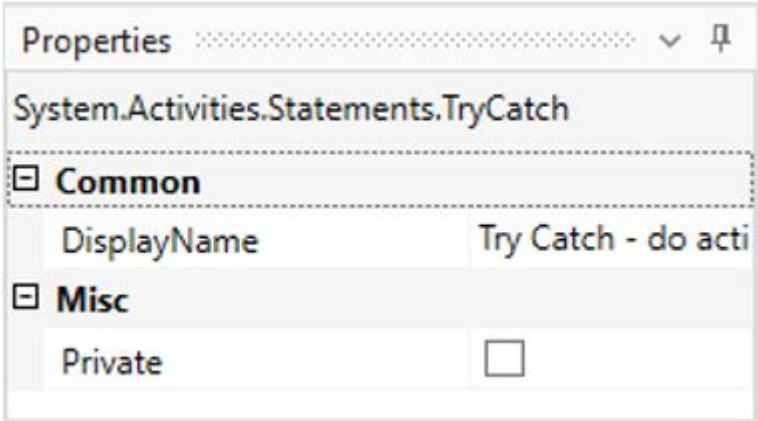 Properties
System.Activities.Statements.TryCatch
Common
DisplayName Try Catch - do acti
Misc
Private